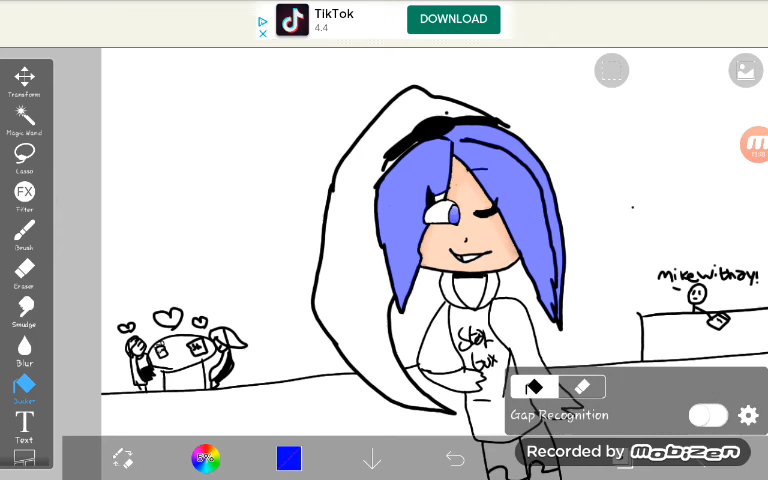 TikTok
4.4
DOWNLOAD
Transform
Magic Wand
Lasso
FX
Filter
Brush
Eraser
Smudge
Blur
Bucket
T
Text
mikewithay!
Gap Recognition
Recorded by MOBIZEN